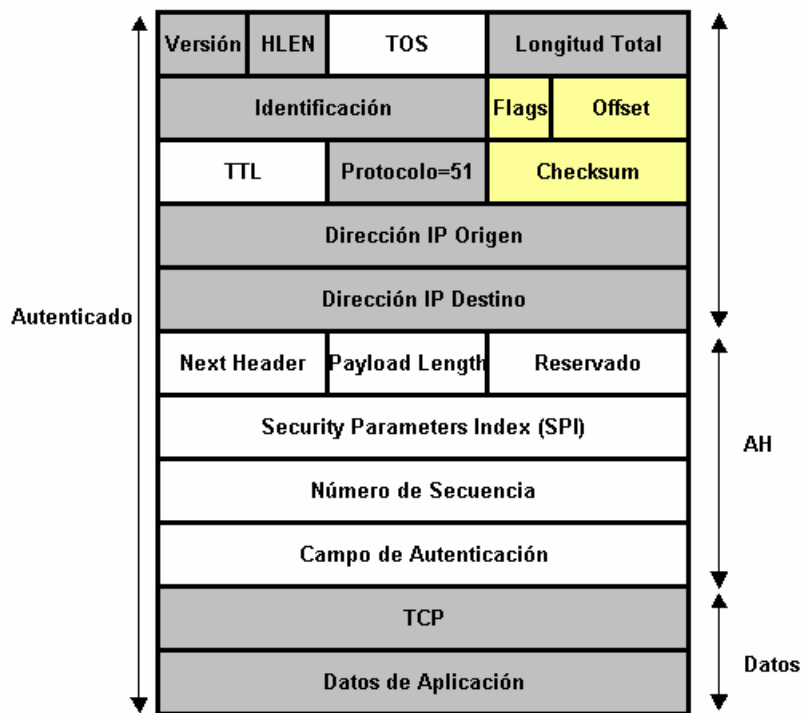 Versión HLEN TOS Longitud Total
Identificación Flags Offset
TTL Protocolo=51 Checksum
Dirección IP Origen
Dirección IP Destino
Autenticado
Next Header Payload Length Reservado
Security Parameters Index (SPI)
AH
Número de Secuencia
Campo de Autenticación
TCP
Datos
Datos de Aplicación